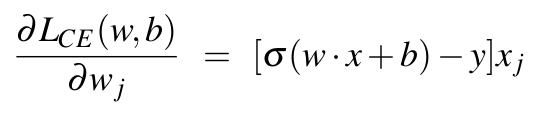 ∂L_CE(w,b)/∂w_j = [σ(w·x+b)−y]x_j